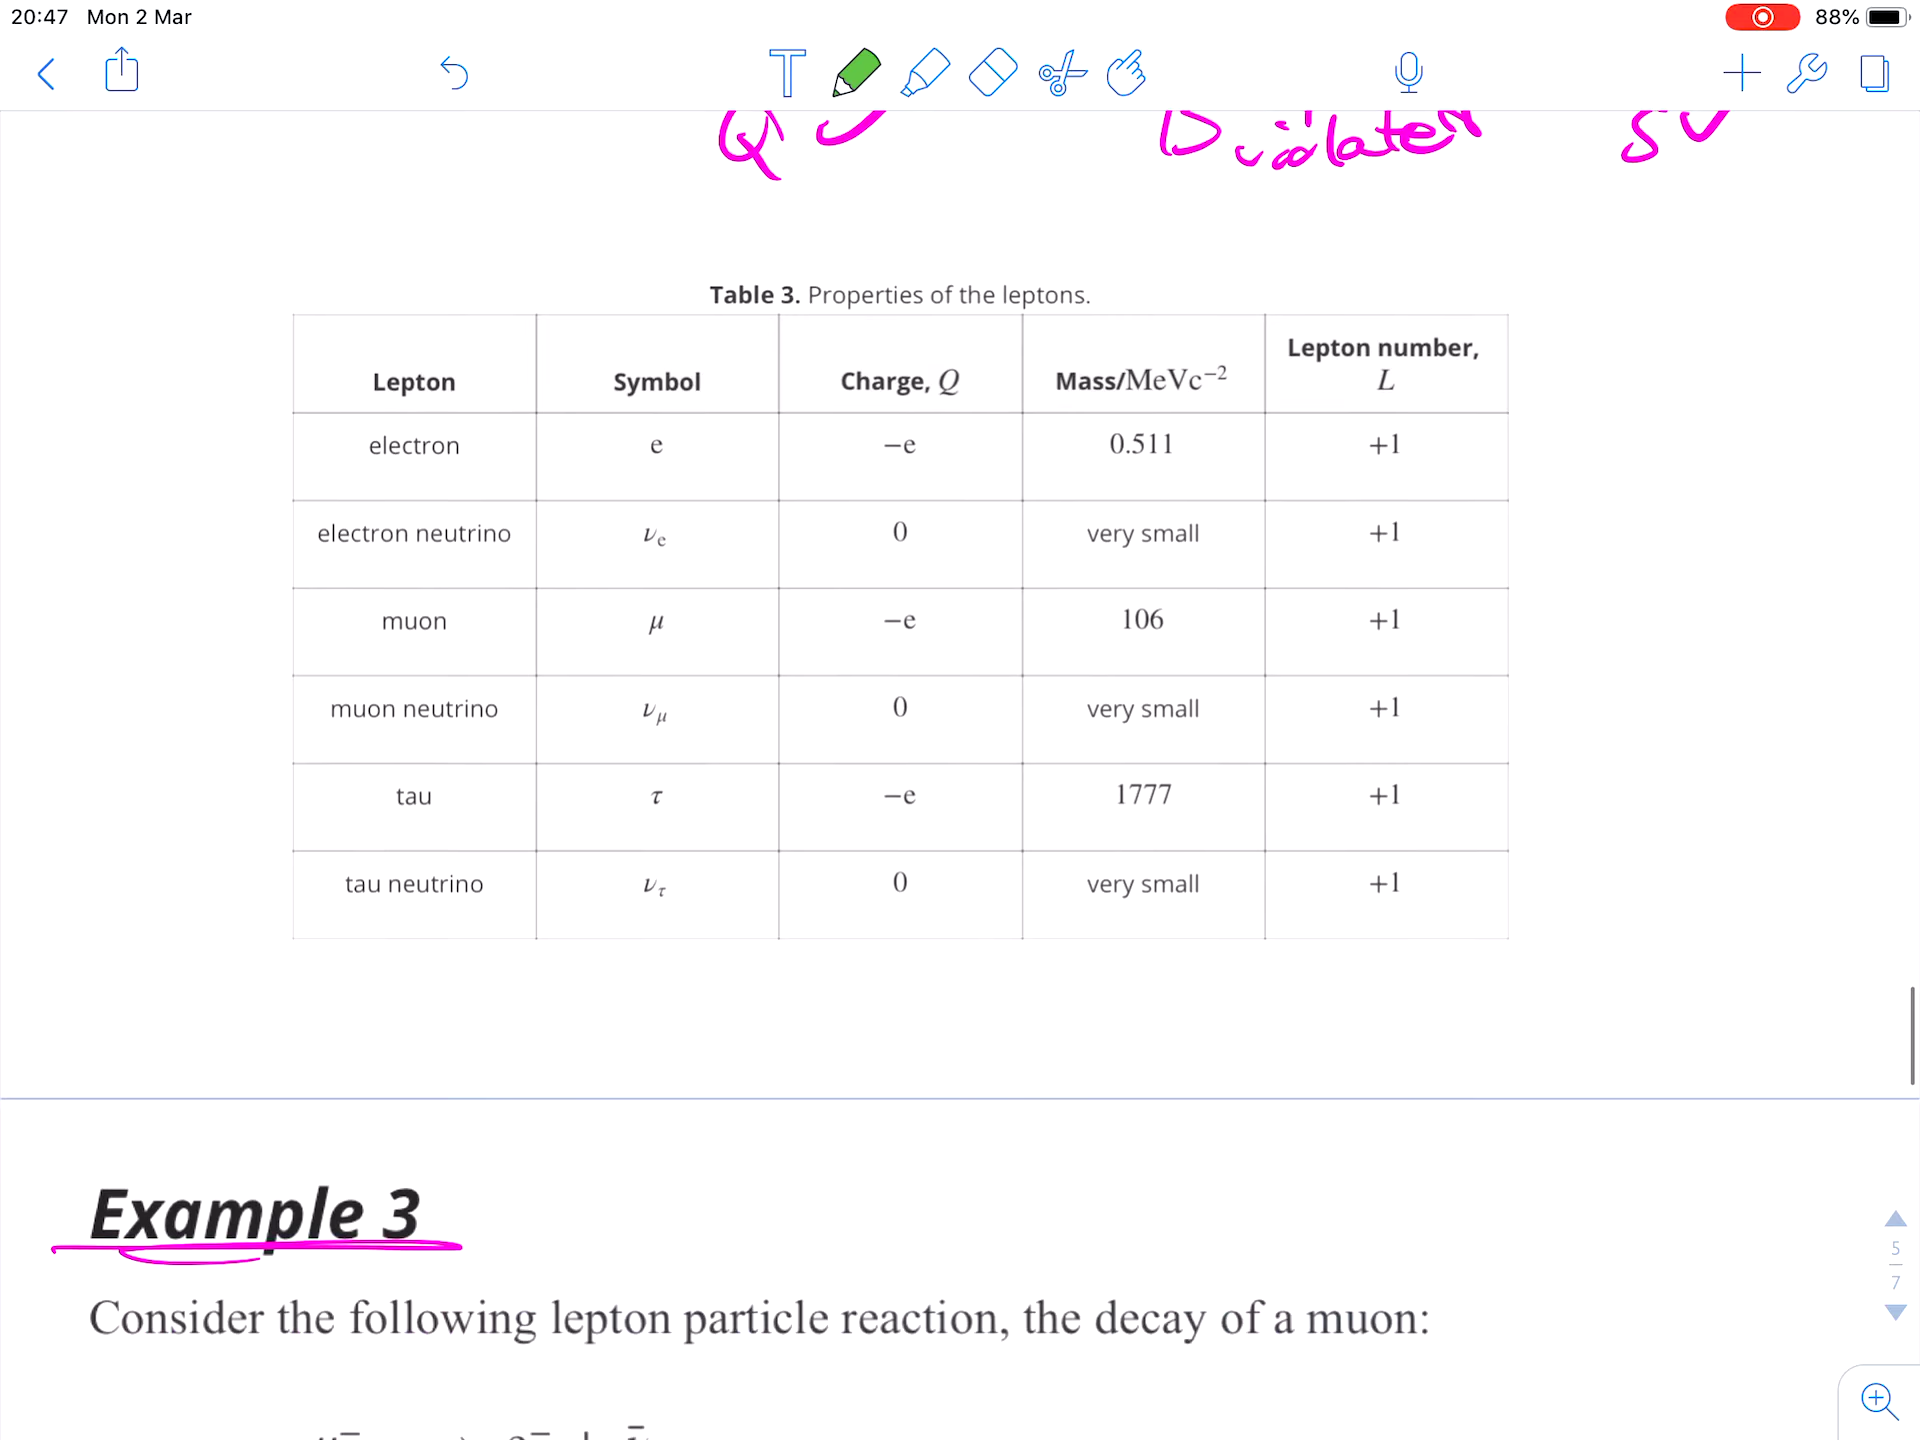 20:47 Mon 2 Mar 88%
Table 3. Properties of the leptons.
Lepton Symbol Charge, Q Mass/MeVc⁻² Lepton number, L
electron e −e 0.511 +1
electron neutrino νe 0 very small +1
muon μ −e 106 +1
muon neutrino νμ 0 very small +1
tau τ −e 1777 +1
tau neutrino ντ 0 very small +1
Example 3
5
7
Consider the following lepton particle reaction, the decay of a muon: